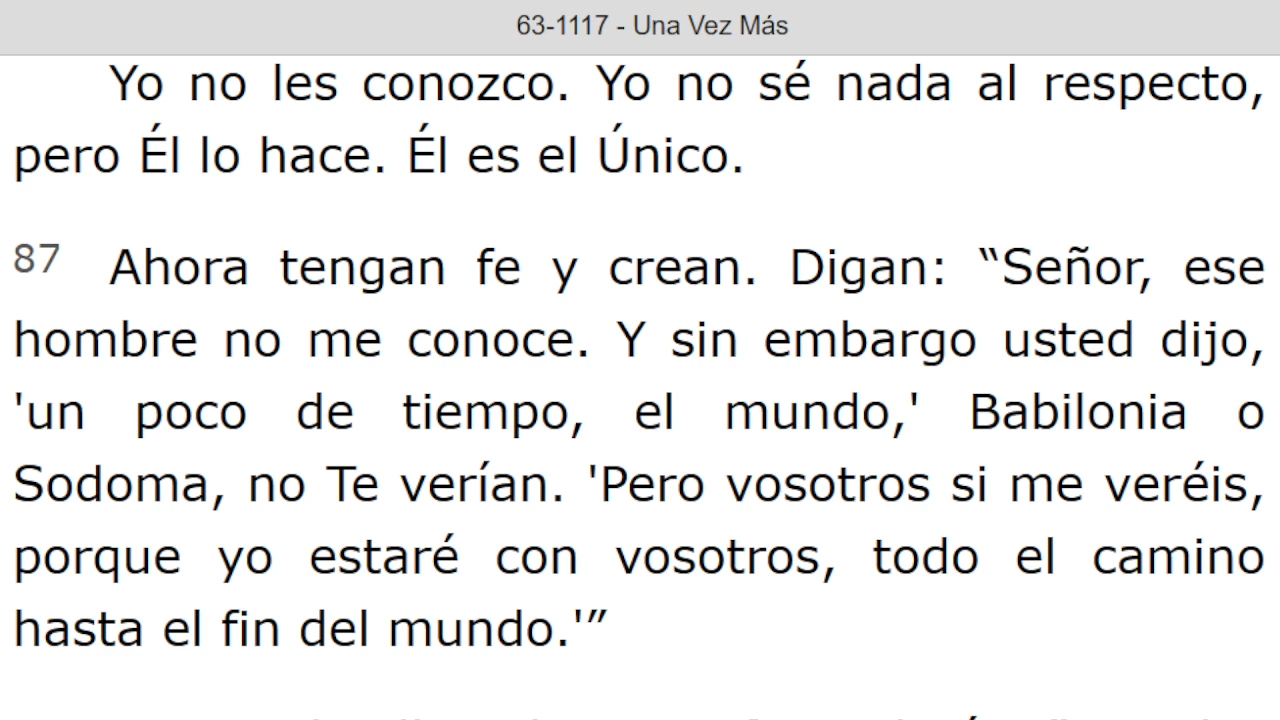 63-1117 - Una Vez Más
Yo no les conozco. Yo no sé nada al respecto,
pero Él lo hace. Él es el Único.
87 Ahora tengan fe y crean. Digan: “Señor, ese
hombre no me conoce. Y sin embargo usted dijo,
'un poco de tiempo, el mundo,' Babilonia o
Sodoma, no Te verían. 'Pero vosotros si me veréis,
porque yo estaré con vosotros, todo el camino
hasta el fin del mundo.'”